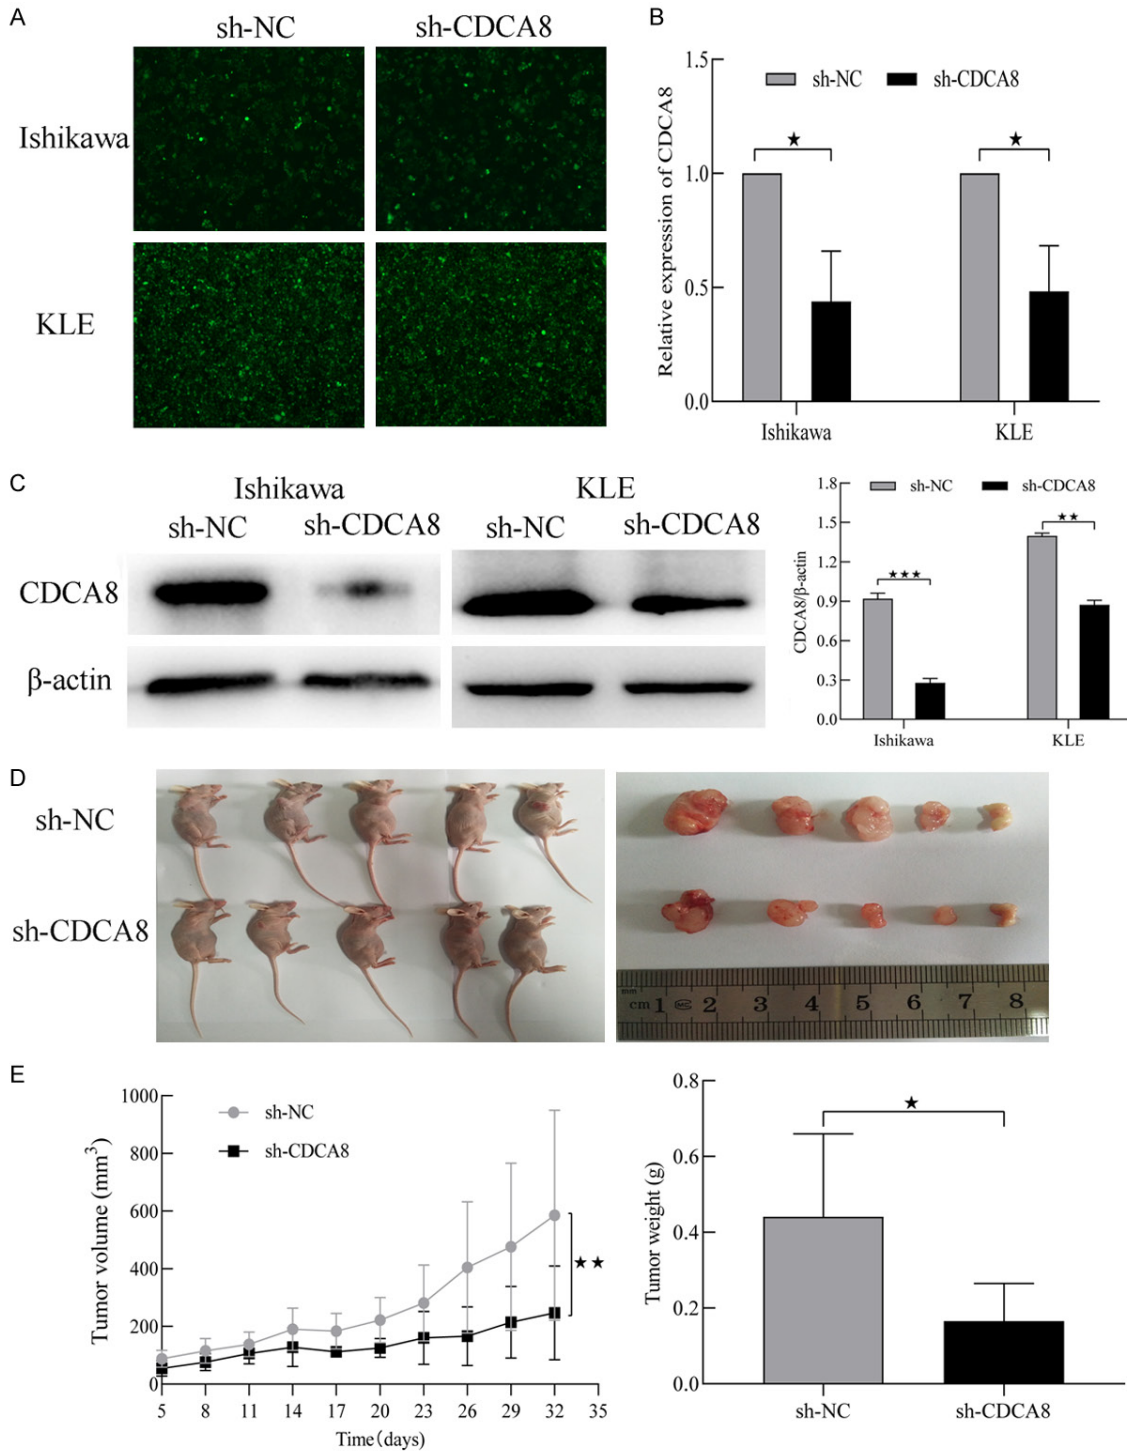 A
sh-NC
sh-CDCA8
Ishikawa
KLE
B
Relative expression of CDCA8
1.5
1.0
0.5
0.0
sh-NC
sh-CDCA8
★
★
Ishikawa
KLE
C
Ishikawa
KLE
sh-NC
sh-CDCA8
sh-NC
sh-CDCA8
CDCA8
β-actin
CDCA8/β-actin
1.8
1.5
1.2
0.9
0.6
0.3
0.0
sh-NC
sh-CDCA8
★★★
★★
Ishikawa
KLE
D
sh-NC
sh-CDCA8
mm
cm 1 MC 2 3 4 5 6 7 8
E
Tumor volume (mm³)
1000
800
600
400
200
0
sh-NC
sh-CDCA8
★★
5 8 11 14 17 20 23 26 29 32 35
Time(days)
Tumor weight (g)
0.8
0.6
0.4
0.2
0.0
★
sh-NC
sh-CDCA8